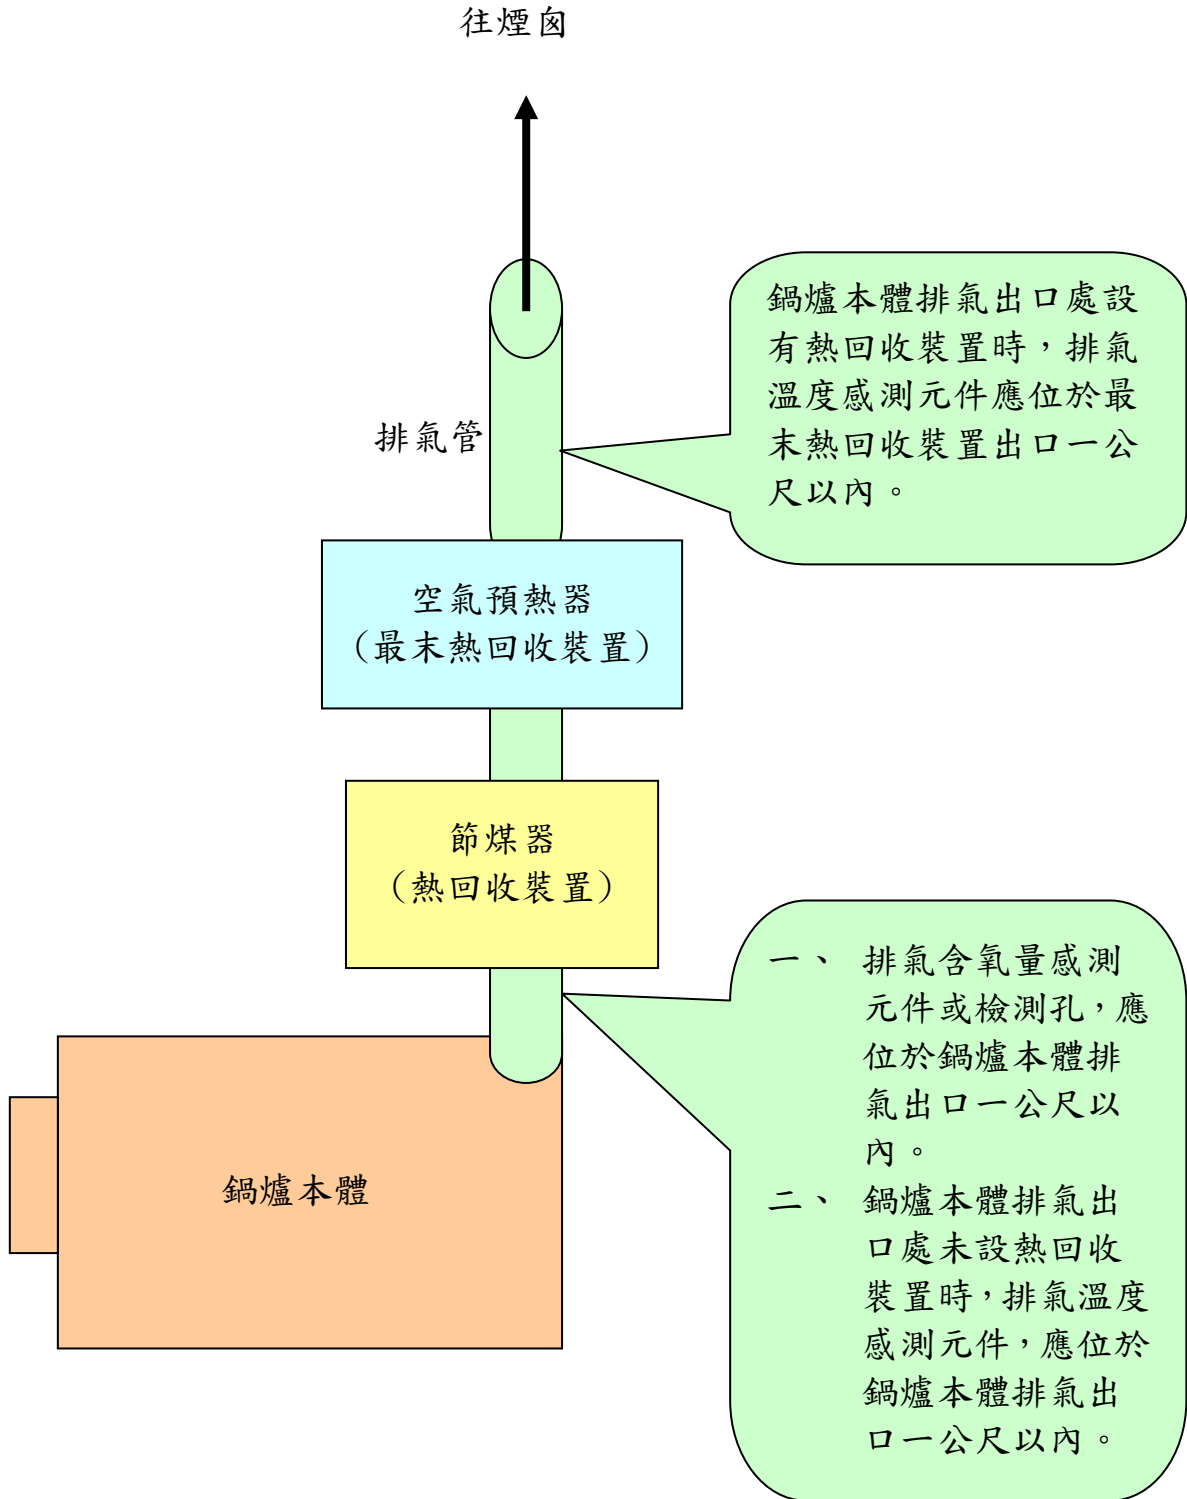 往煙囪
鍋爐本體排氣出口處設
有熱回收裝置時，排氣
溫度感測元件應位於最
末熱回收裝置出口一公
尺以內。
排氣管
空氣預熱器
（最末熱回收裝置）
節煤器
（熱回收裝置）
一、 排氣含氧量感測
元件或檢測孔，應
位於鍋爐本體排
氣出口一公尺以
內。
二、 鍋爐本體排氣出
口處未設熱回收
裝置時，排氣溫度
感測元件，應位於
鍋爐本體排氣出
口一公尺以內。
鍋爐本體